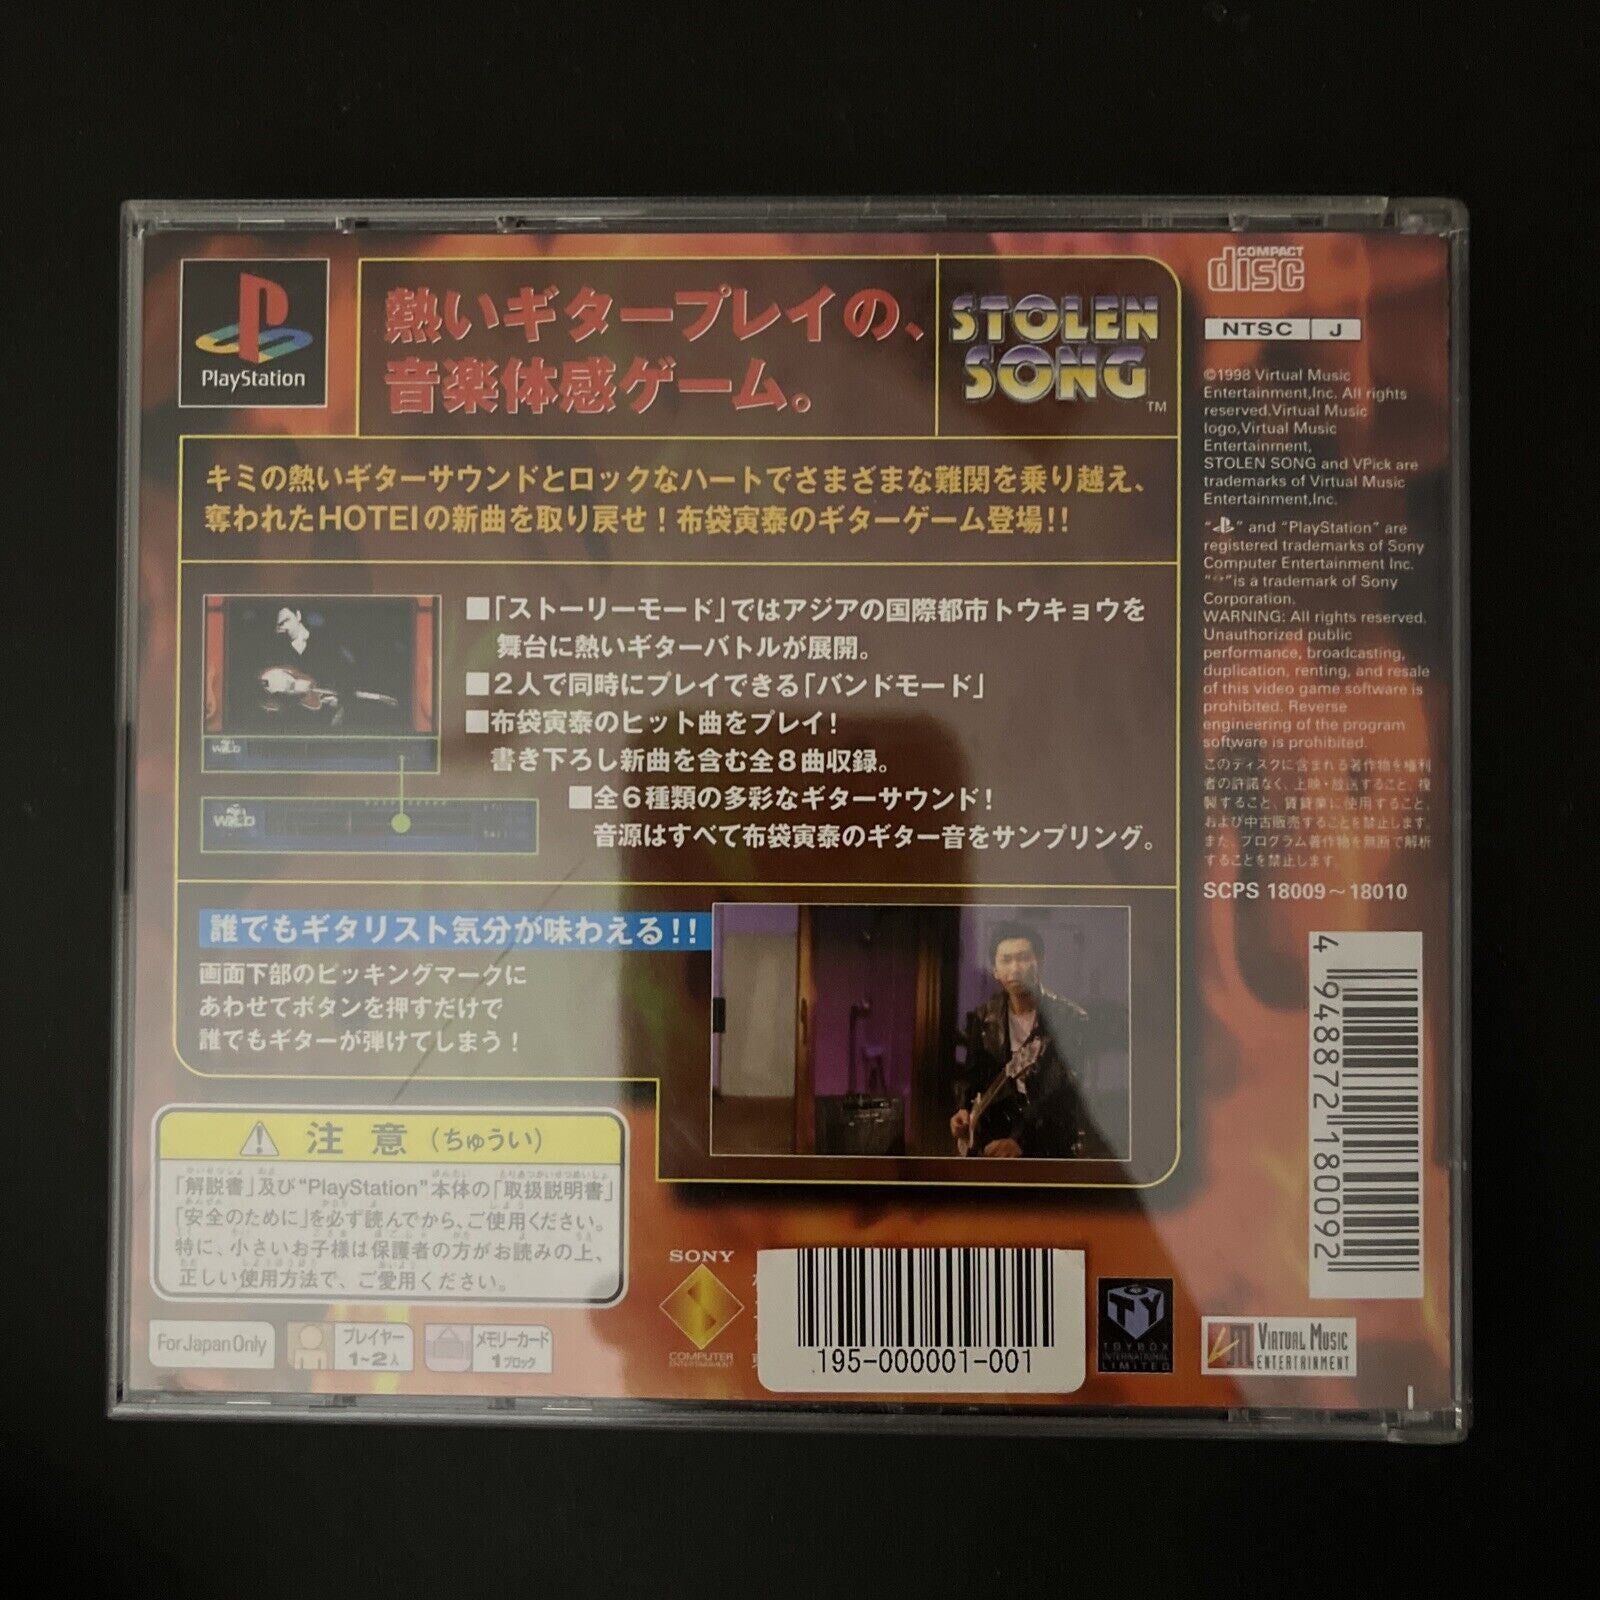 PlayStation
熱いギタープレイの、
音楽体感ゲーム。
STOLEN
SONG
TM
キミの熱いギターサウンドとロックなハートでさまざまな難関を乗り越え、
奪われたHOTEIの新曲を取り戻せ！布袋寅泰のギターゲーム登場!!
■「ストーリーモード」ではアジアの国際都市トウキョウを
舞台に熱いギターバトルが展開。
■2人で同時にプレイできる「バンドモード」
■布袋寅泰のヒット曲をプレイ！
書き下ろし新曲を含む全8曲収録。
■全6種類の多彩なギターサウンド！
音源はすべて布袋寅泰のギター音をサンプリング。
WILD
WILD
誰でもギタリスト気分が味わえる!!
画面下部のピッキングマークに
あわせてボタンを押すだけで
誰でもギターが弾けてしまう！
注意（ちゅうい）
「解説書」及び“PlayStation”本体の「取扱説明書」
「安全のために」を必ず読んでから、ご使用ください。
特に、小さいお子様は保護者の方がお読みの上、
正しい使用方法で、ご愛用ください。
For Japan Only
プレイヤー
1~2人
メモリーカード
1ブロック
SONY
COMPUTER
ENTERTAINMENT
195-000001-001
TY
TOYBOX
INTERNATIONAL
LIMITED
VM VIRTUAL MUSIC
ENTERTAINMENT
COMPACT
disc
NTSC J
©1998 Virtual Music
Entertainment,Inc. All rights
reserved.Virtual Music
logo,Virtual Music
Entertainment,
STOLEN SONG and VPick are
trademarks of Virtual Music
Entertainment,Inc.
“ ” and “PlayStation” are
registered trademarks of Sony
Computer Entertainment Inc.
“ ”is a trademark of Sony
Corporation.
WARNING: All rights reserved.
Unauthorized public
performance, broadcasting,
duplication, renting, and resale
of this video game software is
prohibited. Reverse
engineering of the program
software is prohibited.
このディスクに含まれる著作物を権利
者の許諾なく、上映・放送すること、複
製すること、賃貸業に使用すること、
および中古販売することを禁止します。
また、プログラム著作物を無断で解析
することを禁止します。
SCPS 18009~18010
4 948872 180092